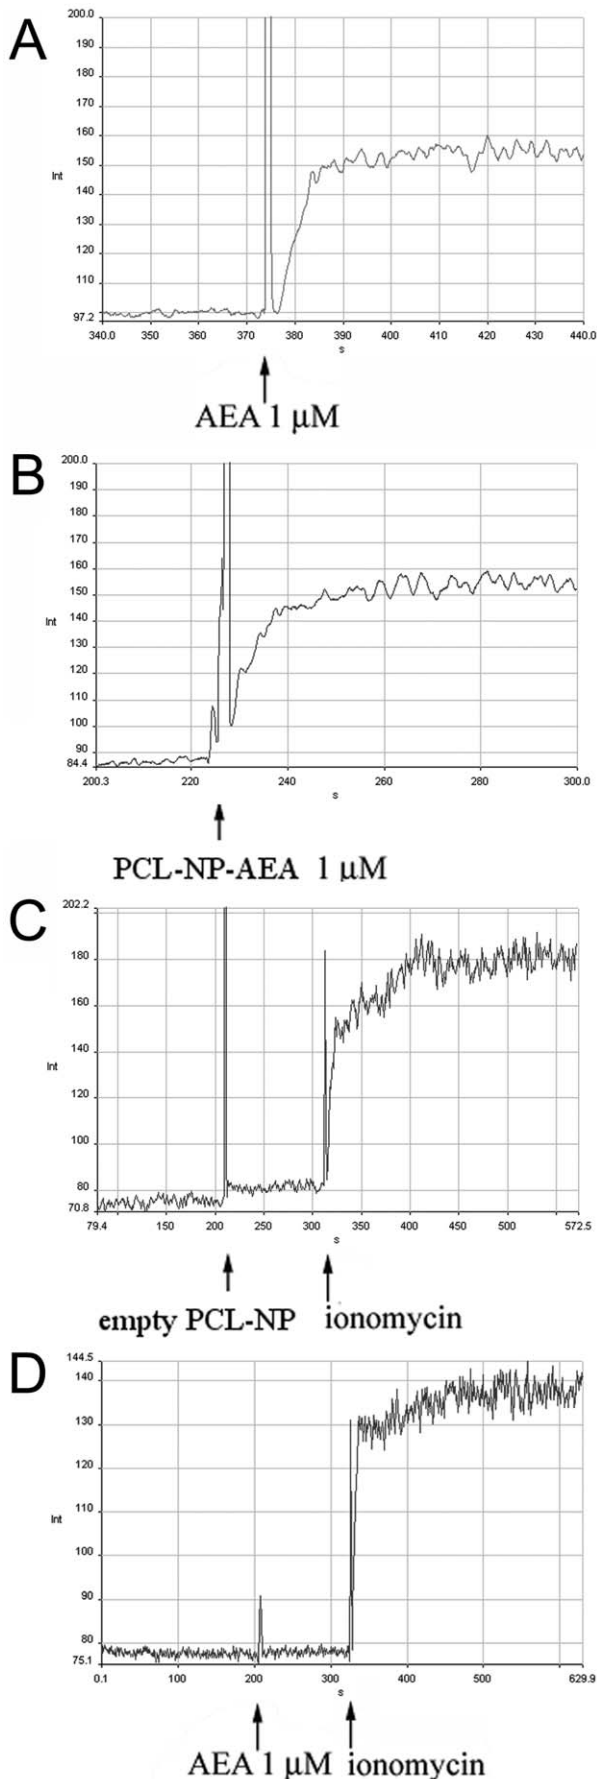 A
200.0
190
180
170
160
150
Int
140
130
120
110
97.2
340.0 350 360 370 380 390 400 410 420 430 440.0
s
AEA 1 µM
B
200.0
190
180
170
160
150
Int
140
130
120
110
100
90
84.4
200.3 220 240 260 280 300.0
s
PCL-NP-AEA 1 µM
C
202.2
180
160
140
Int
120
100
80
70.8
79.4 150 200 250 300 350 400 450 500 572.5
s
empty PCL-NP ionomycin
D
144.5
140
130
120
110
Int
100
90
80
75.1
0.1 100 200 300 400 500 629.9
s
AEA 1 µM ionomycin